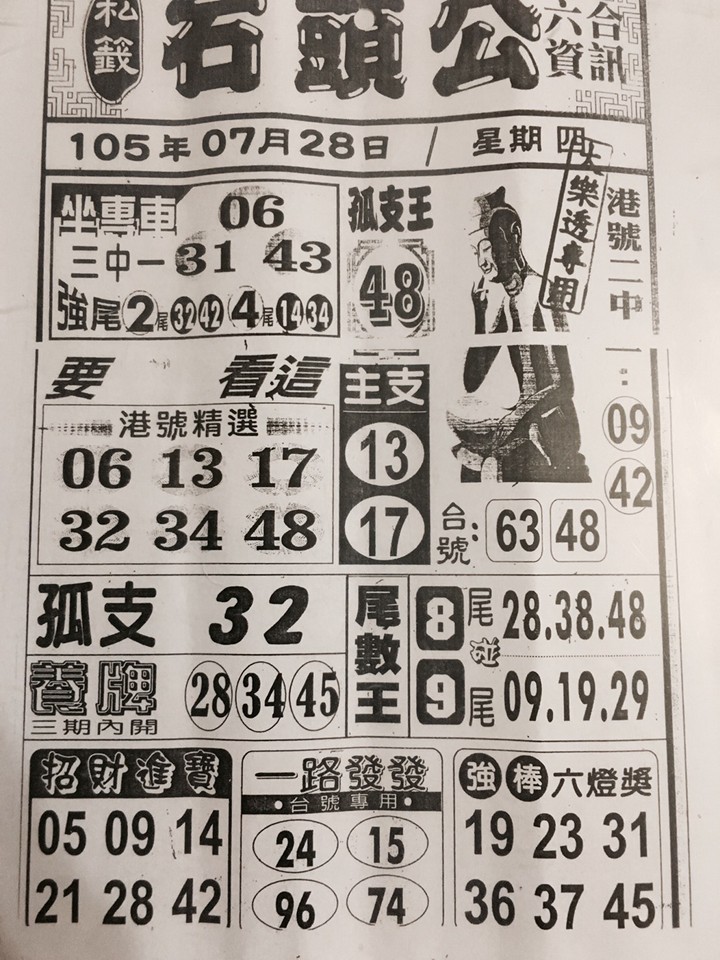 私籤
石頭公
六合
資訊
105年07月28日 / 星期四
大樂透專用
坐專車 06
三中一 31 43
強尾 2尾 32 42 4尾 14 34
孤支王
48
港號二中一:
09
42
要看這
港號精選
06 13 17
32 34 48
主支
13
17
台號: 63 48
孤支 32
養牌 28 34 45
三期內開
尾數王
8尾 28.38.48
碰
9尾 09.19.29
招財進寶
05 09 14
21 28 42
一路發發
•台號專用•
24 15
96 74
強棒六燈獎
19 23 31
36 37 45